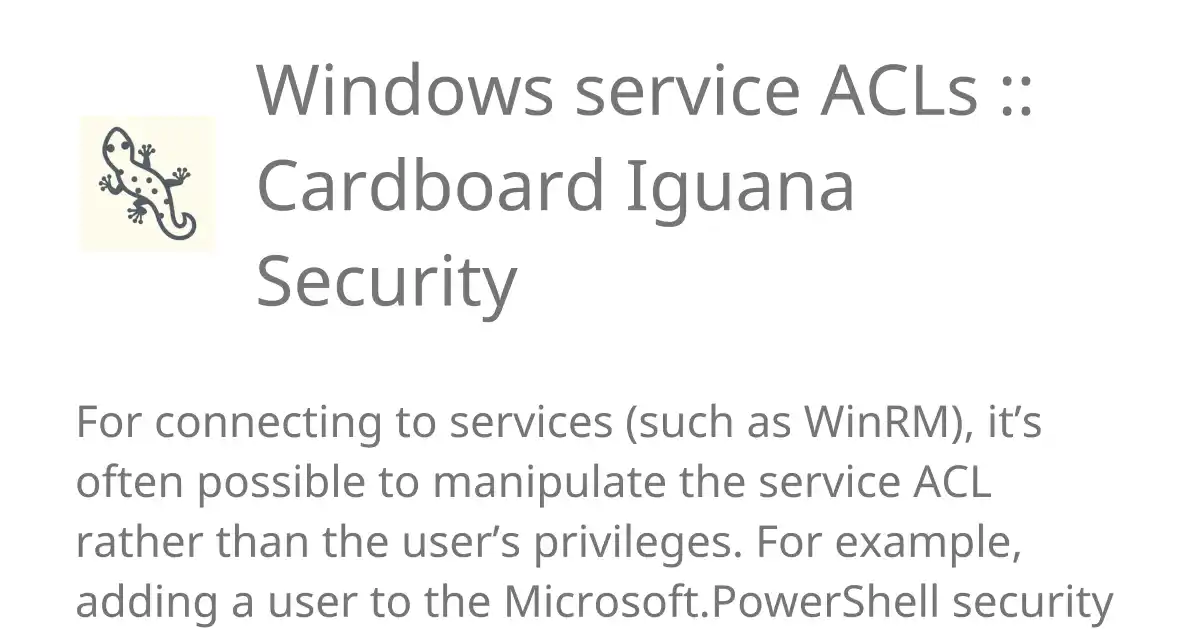 Windows service ACLs ::
Cardboard Iguana
Security
For connecting to services (such as WinRM), it’s
often possible to manipulate the service ACL
rather than the user’s privileges. For example,
adding a user to the Microsoft.PowerShell security